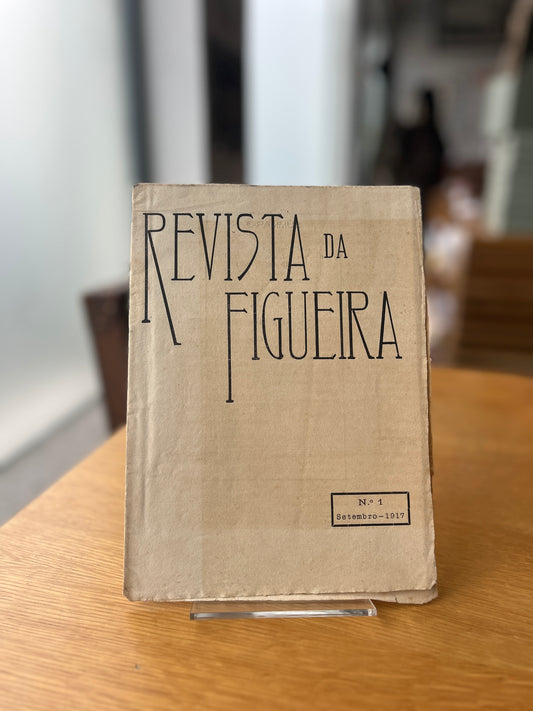 REVISTA DA
FIGUEIRA
N.º 1
Setembro-1917